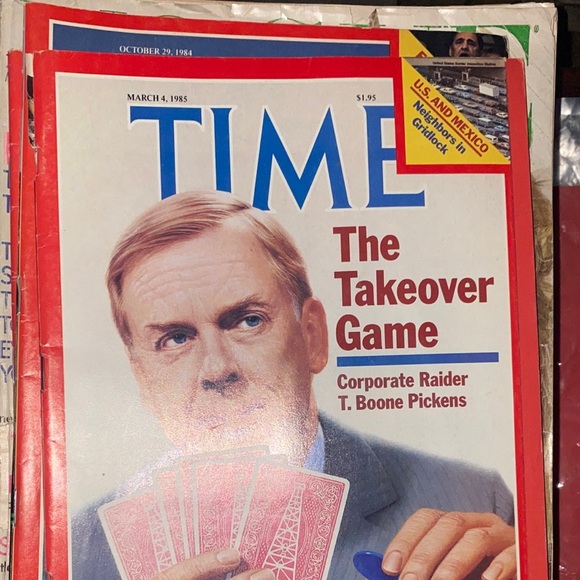 OCTOBER 29, 1984
MARCH 4, 1985
$1.95
TIME
U.S. AND MEXICO
Neighbors in
Gridlock
The
Takeover
Game
Corporate Raider
T. Boone Pickens